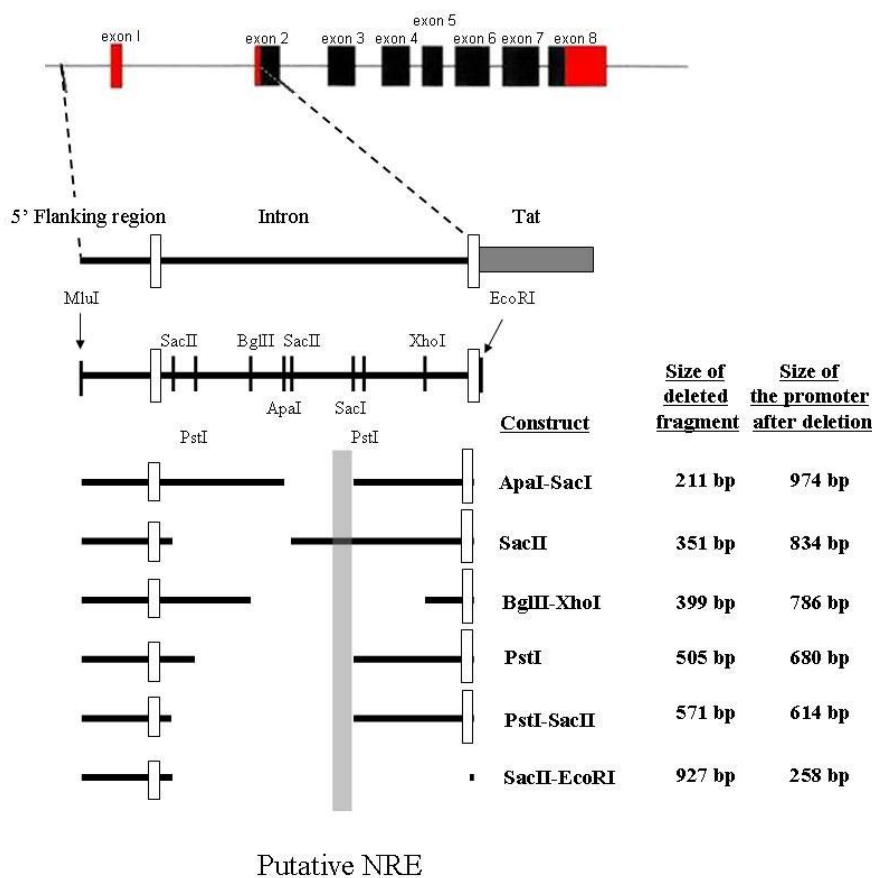 exon 5
exon 1 exon 2 exon 3 exon 4 exon 6 exon 7 exon 8
5' Flanking region Intron Tat
MluI EcoRI
SacII BglII SacII XhoI
ApaI SacI
PstI PstI
Construct Size of deleted fragment Size of the promoter after deletion
ApaI-SacI 211 bp 974 bp
SacII 351 bp 834 bp
BglII-XhoI 399 bp 786 bp
PstI 505 bp 680 bp
PstI-SacII 571 bp 614 bp
SacII-EcoRI 927 bp 258 bp
Putative NRE